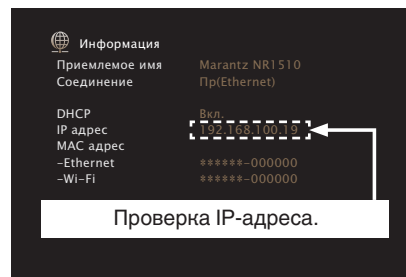 Информация
Приемлемое имя Marantz NR1510
Соединение Пр(Ethernet)
DHCP Вкл.
IP адрес 192.168.100.19
MAC адрес
-Ethernet ******-000000
-Wi-Fi ******-000000
Проверка IP-адреса.